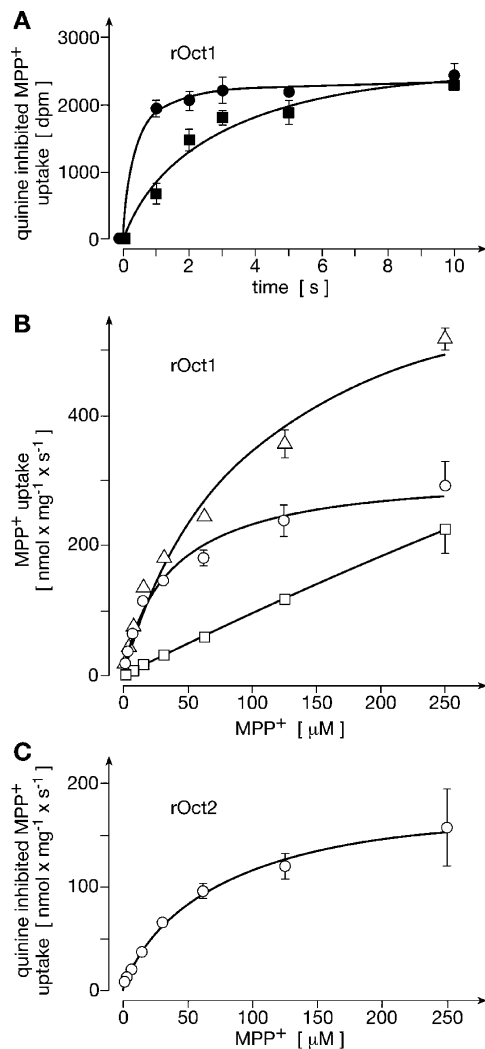 A
rOct1
quinine inhibited MPP+
uptake [ dpm ]
3000
2000
1000
0
0 2 4 6 8 10
time [ s ]
B
rOct1
MPP+ uptake
[ nmol x mg-1 x s-1 ]
400
200
0
0 50 100 150 200 250
MPP+ [ µM ]
C
rOct2
quinine inhibited MPP+
uptake [ nmol x mg-1 x s-1 ]
200
100
0
0 50 100 150 200 250
MPP+ [ µM ]